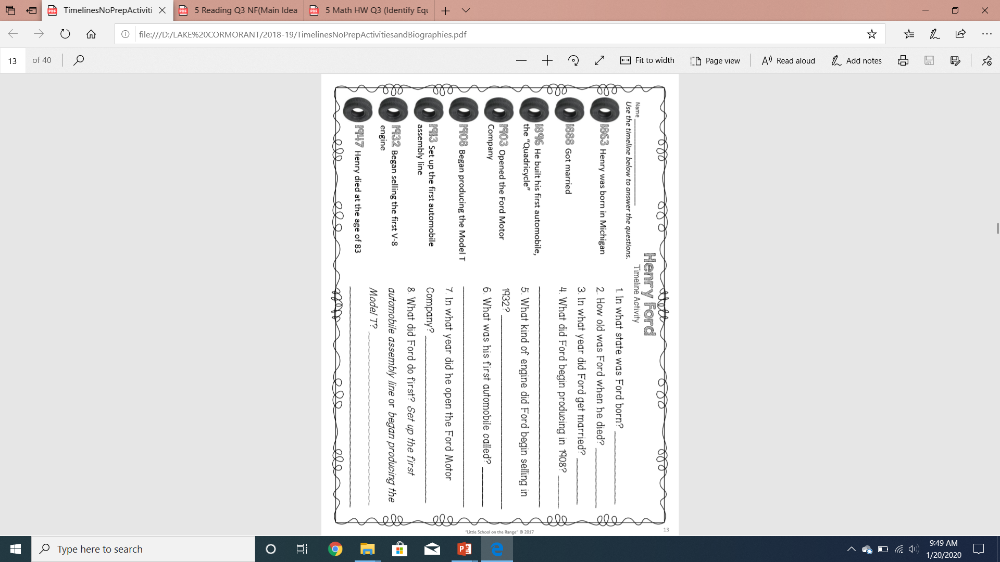 TimelinesNoPrepActiviti
5 Reading Q3 NF(Main Idea
5 Math HW Q3 (Identify Equ
file:///D:/LAKE%20CORMORANT/2018-19/TimelinesNoPrepActivitiesandBiographies.pdf
13 of 40
Fit to width
Page view
Read aloud
Add notes
Henry Ford
Timeline Activity
Name
Use the timeline below to answer the questions.
1863 Henry was born in Michigan
1888 Got married
1896 He built his first automobile,
the “Quadricycle”
1903 Opened the Ford Motor
Company
1908 Began producing the Model T
1913 Set up the first automobile
assembly line
1932 Began selling the first V-8
engine
1947 Henry died at the age of 83
1. In what state was Ford born?
2. How old was Ford when he died?
3. In what year did Ford get married?
4. What did Ford begin producing in 1908?
5. What kind of engine did Ford begin selling in
1932?
6. What was his first automobile called?
7. In what year did he open the Ford Motor
Company?
8. What did Ford do first? Set up the first
automobile assembly line or began producing the
Model T?
"Little School on the Range" © 2017
13
Type here to search
9:49 AM
1/20/2020